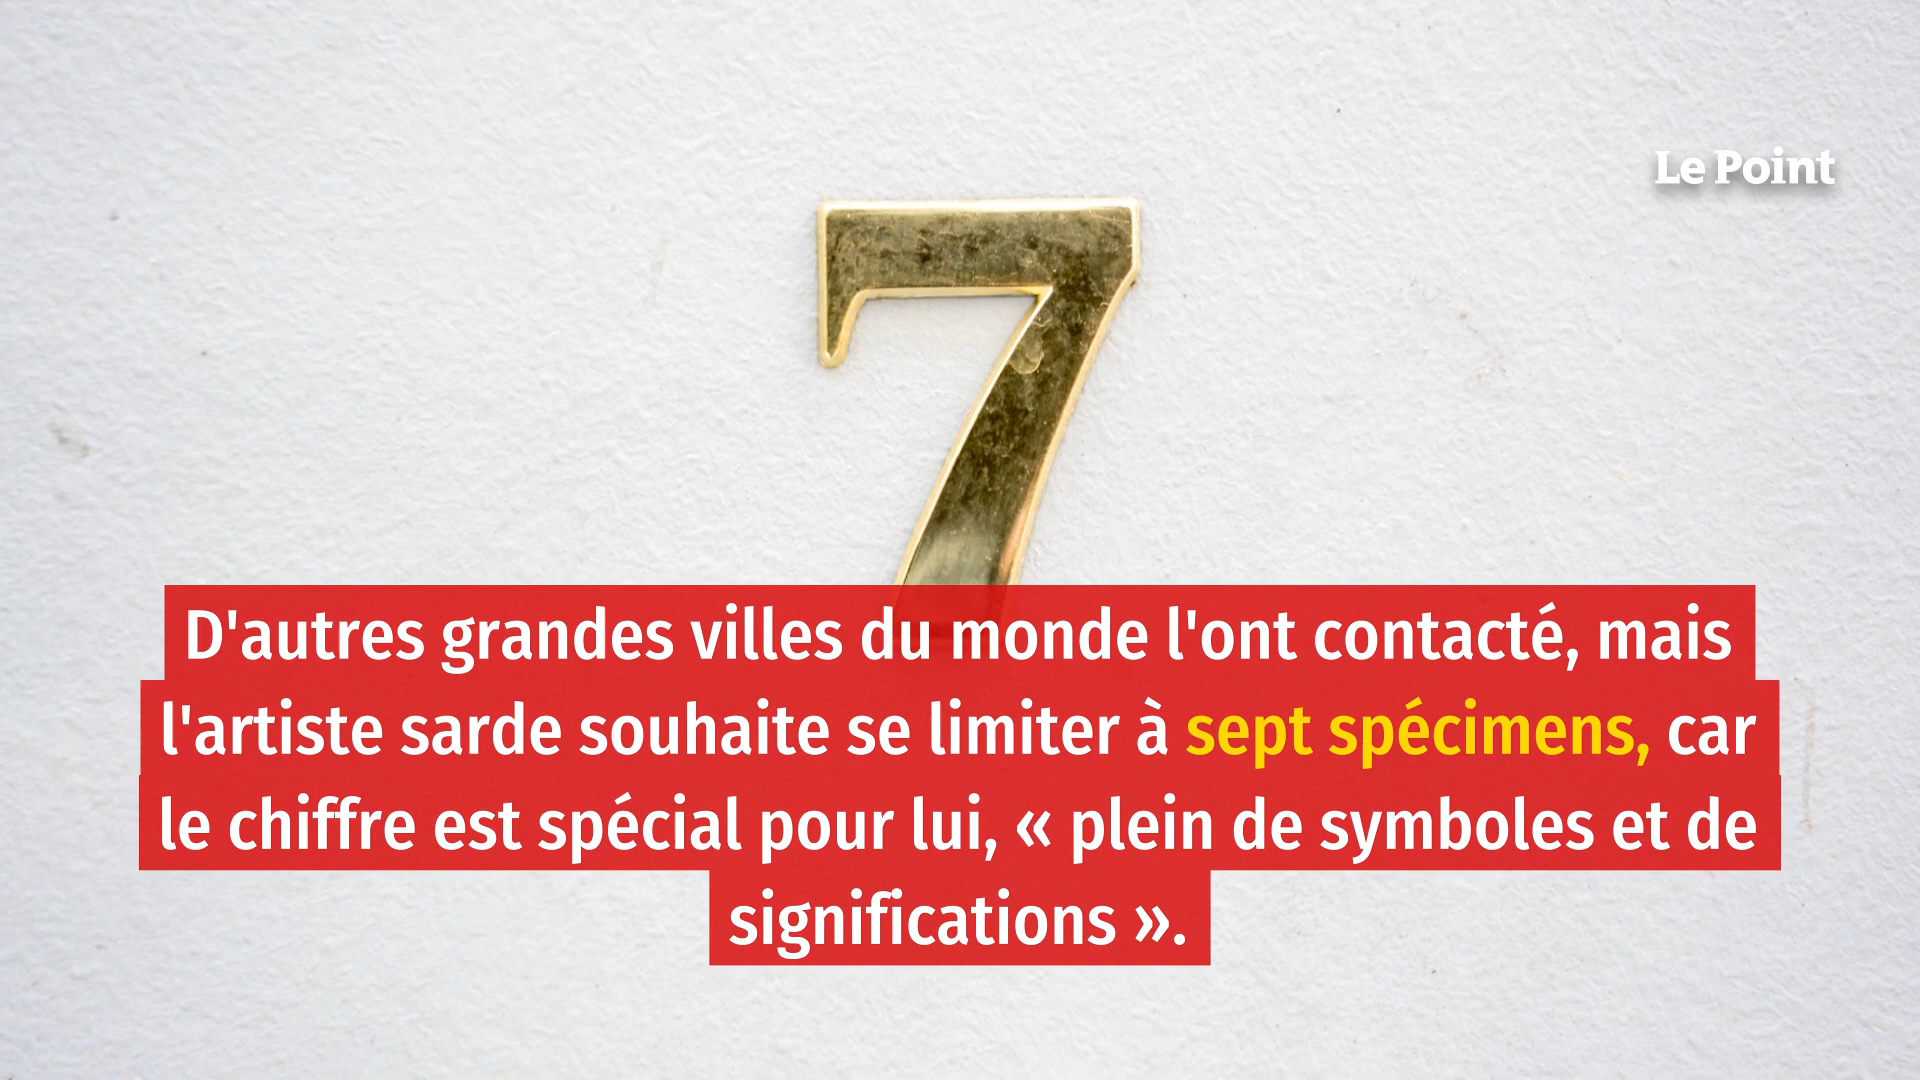 Le Point
7
D'autres grandes villes du monde l'ont contacté, mais
l'artiste sarde souhaite se limiter à sept spécimens, car
le chiffre est spécial pour lui, « plein de symboles et de
significations ».